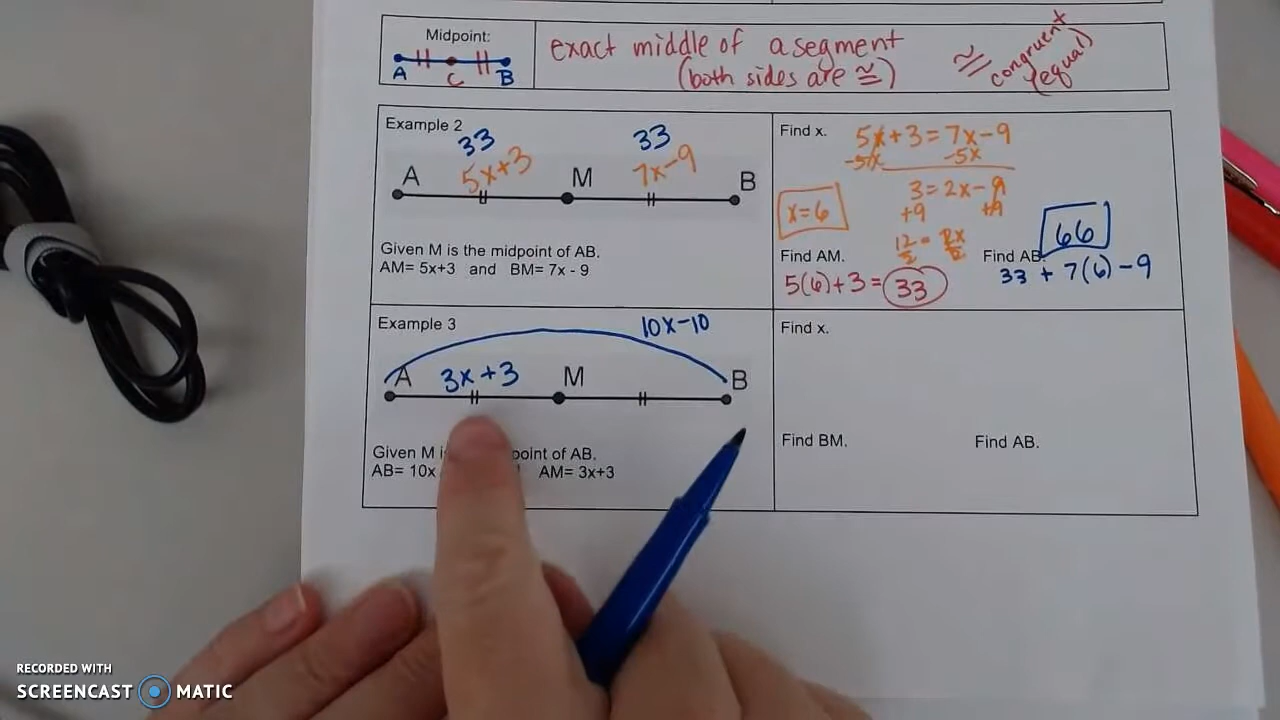 Midpoint:
A C B
exact middle of a segment
(both sides are ≅)
≅ congruent
(equal)
Example 2
33 33
5x+3 7x-9
A M B
Given M is the midpoint of AB.
AM= 5x+3 and BM= 7x - 9
Find x.
5x+3=7x-9
-5x -5x
3=2x-9
+9 +9
12/2 = 2x/2
x=6
Find AM.
5(6)+3=33
Find AB.
66
33 + 7(6)-9
Example 3
10x-10
A 3x+3 M B
Given M point of AB.
AB= 10x AM= 3x+3
Find x.
Find BM. Find AB.
RECORDED WITH
SCREENCAST MATIC